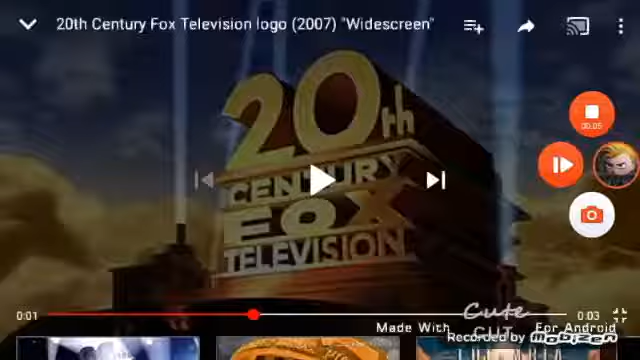 20th Century Fox Television logo (2007) "Widescreen"
00:05
20th
CENTURY
FOX
TELEVISION
0:01
0:03
Made With
Cute
CUT
For Android
Recorded by
mobizen